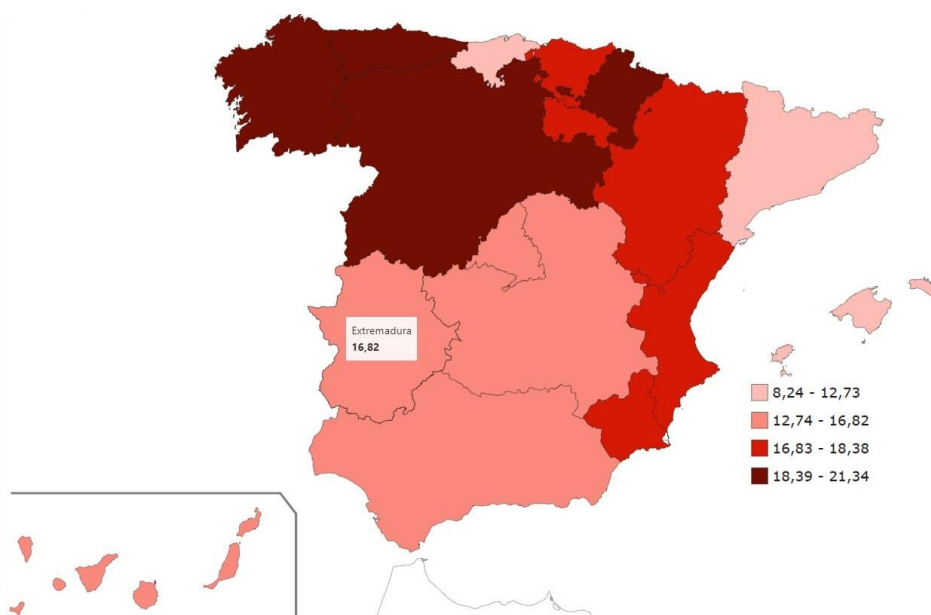 Extremadura
16,82
8,24 - 12,73
12,74 - 16,82
16,83 - 18,38
18,39 - 21,34